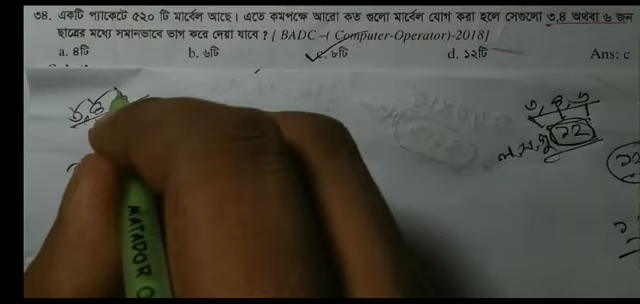 ৩৪. একটি প্যাকেটে ৫২০ টি মার্বেল আছে। এতে কমপক্ষে আরো কত গুলো মার্বেল যোগ করা হলে সেগুলো ৩,৪ অথবা ৬ জন
ছাত্রের মধ্যে সমানভাবে ভাগ করে দেয়া যাবে ? [ BADC –( Computer-Operator)-2018]
a. ৪টি b. ৬টি c. ৮টি d. ১২টি Ans: c
৩ ৪ ৬
ল,সা,গু ১২
MATADOR